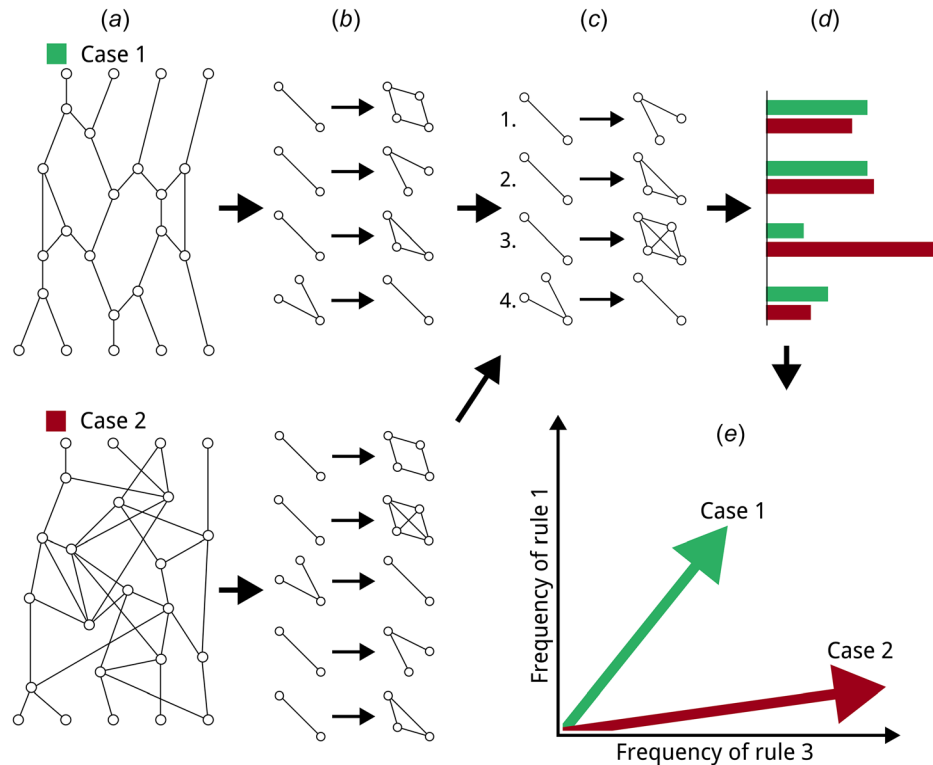 (a)
(b)
(c)
(d)
Case 1
1.
2.
3.
4.
Case 2
(e)
Case 1
Case 2
Frequency of rule 1
Frequency of rule 3